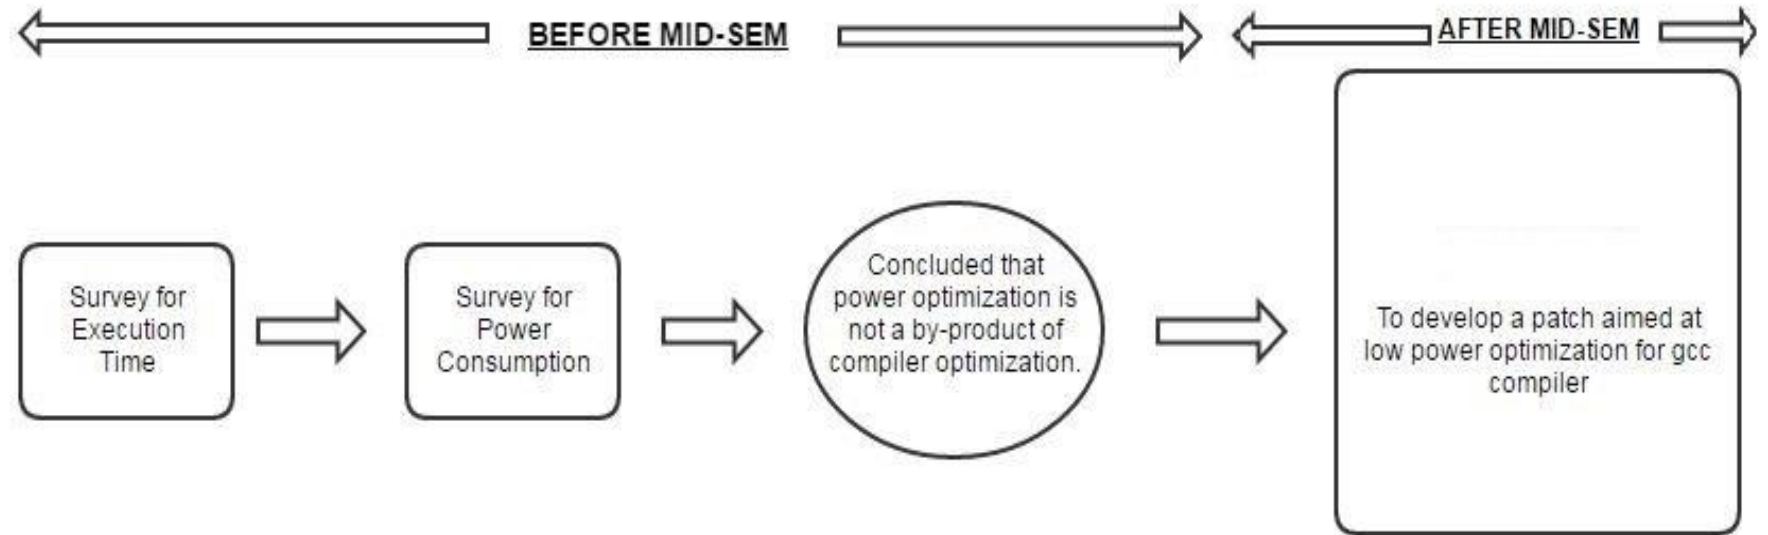 BEFORE MID-SEM
AFTER MID-SEM
Survey for
Execution
Time
Survey for
Power
Consumption
Concluded that
power optimization is
not a by-product of
compiler optimization.
To develop a patch aimed at
low power optimization for gcc
compiler